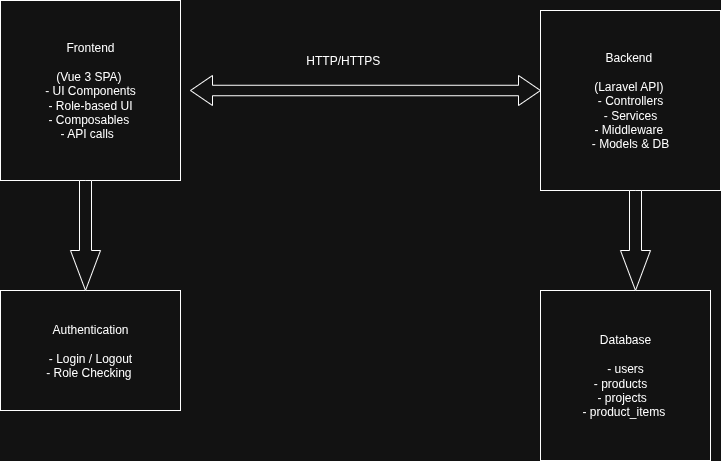 Frontend
(Vue 3 SPA)
- UI Components
- Role-based UI
- Composables
- API calls
HTTP/HTTPS
Backend
(Laravel API)
- Controllers
- Services
- Middleware
- Models & DB
Authentication
- Login / Logout
- Role Checking
Database
- users
- products
- projects
- product_items